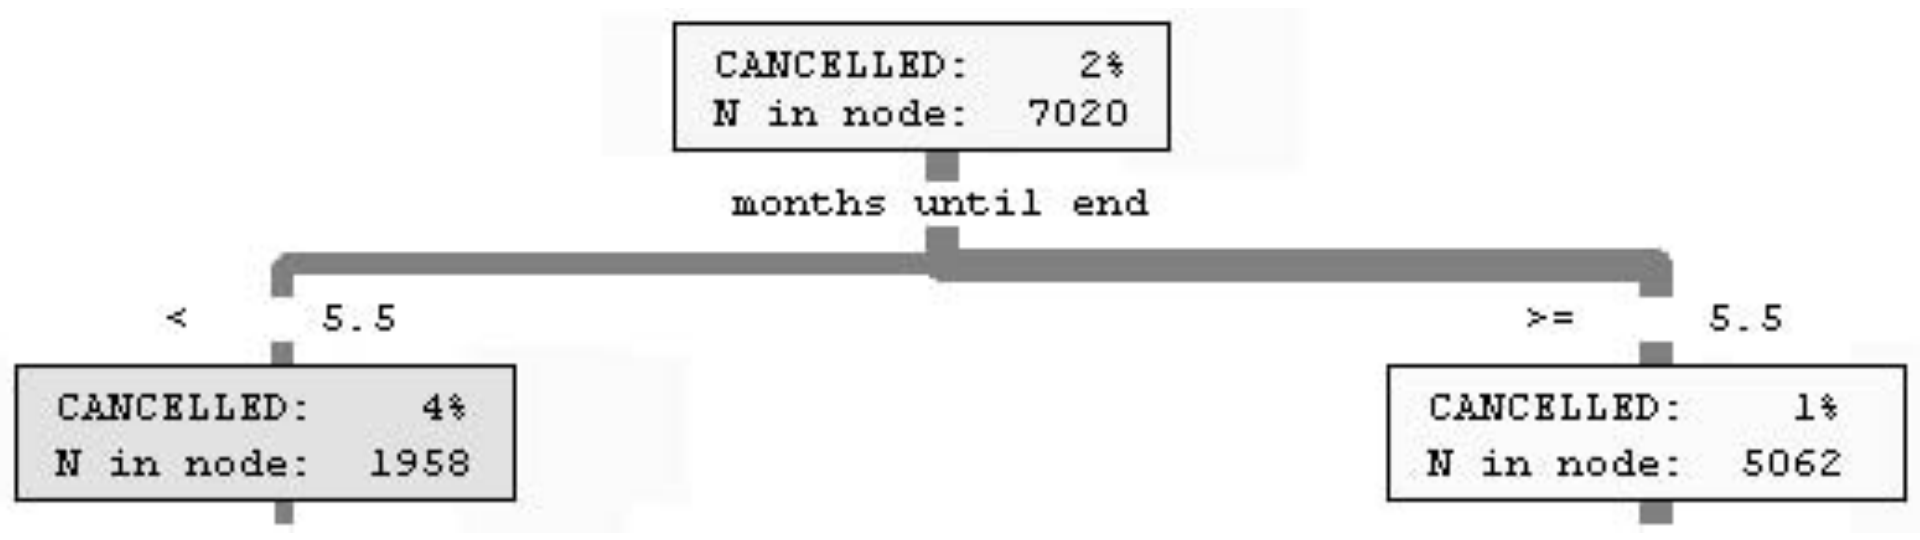 CANCELLED: 2%
N in node: 7020
months until end
< 5.5
>= 5.5
CANCELLED: 4%
N in node: 1958
CANCELLED: 1%
N in node: 5062